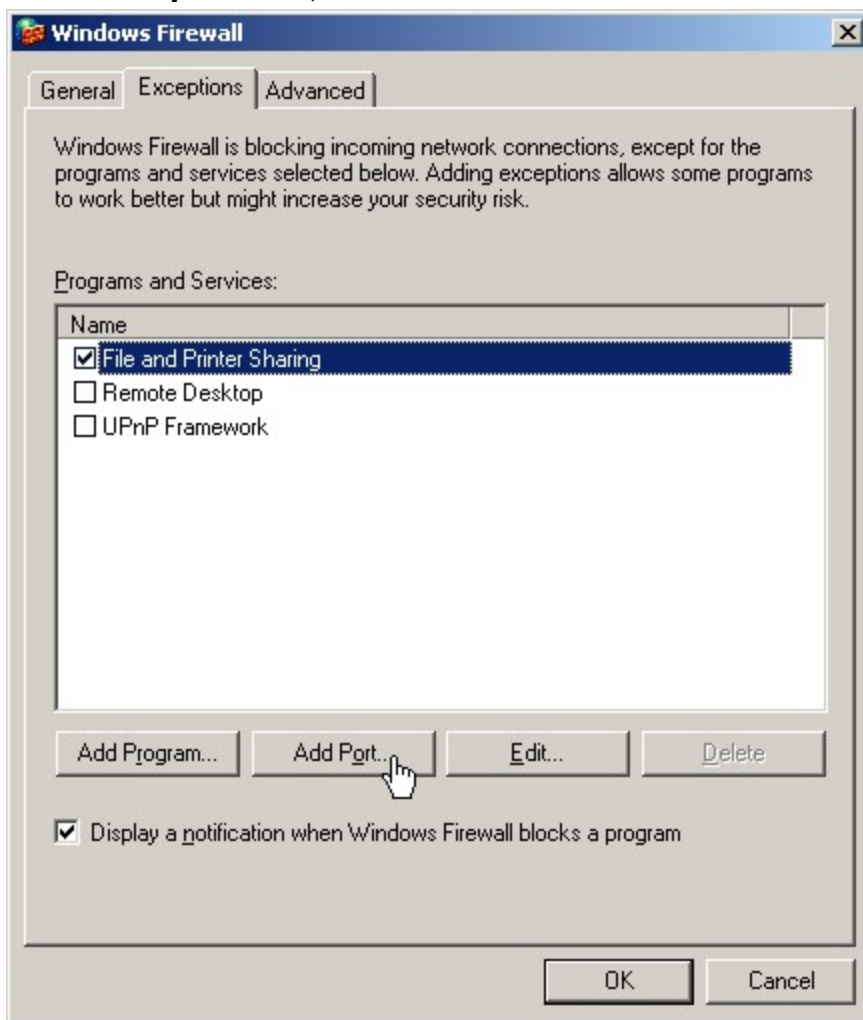 Windows Firewall
General Exceptions Advanced
Windows Firewall is blocking incoming network connections, except for the
programs and services selected below. Adding exceptions allows some programs
to work better but might increase your security risk.
Programs and Services:
Name
File and Printer Sharing
Remote Desktop
UPnP Framework
Add Program... Add Port... Edit... Delete
Display a notification when Windows Firewall blocks a program
OK Cancel